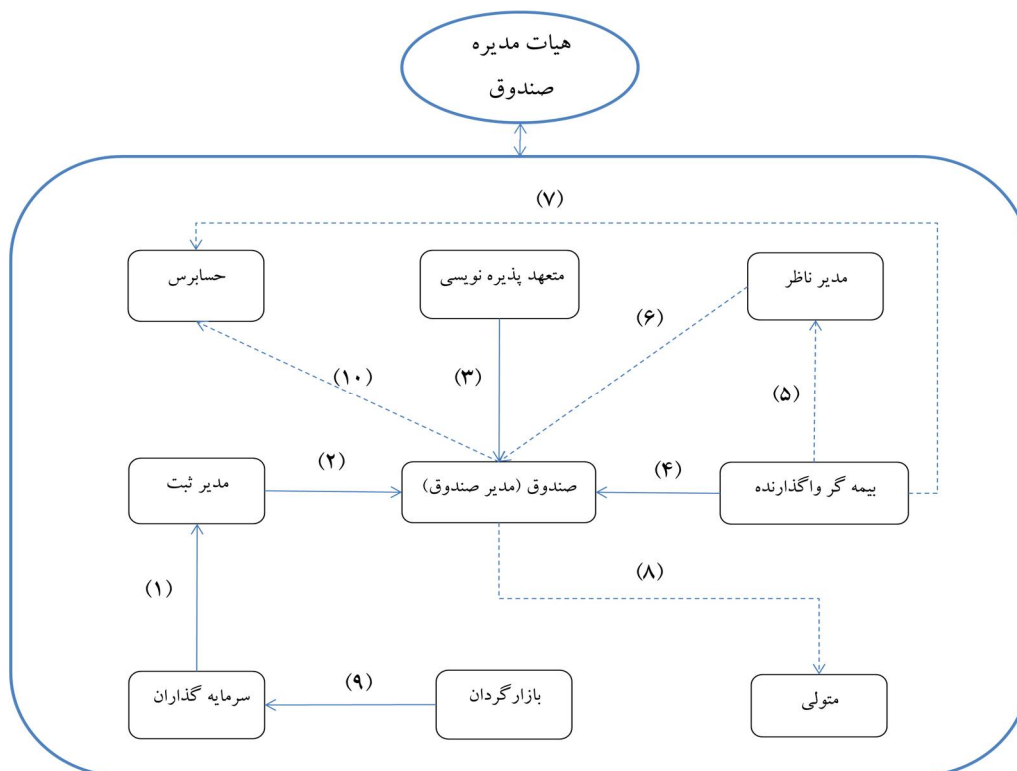 هیات مدیره
صندوق
(۷)
مدیر ناظر
متعهد پذیره نویسی
حسابرس
(۶)
(۵)
(۳)
(۱۰)
بیمه گر واگذارنده
(۴)
صندوق (مدیر صندوق)
(۲)
مدیر ثبت
(۸)
(۱)
متولی
بازارگردان
(۹)
سرمایه گذاران